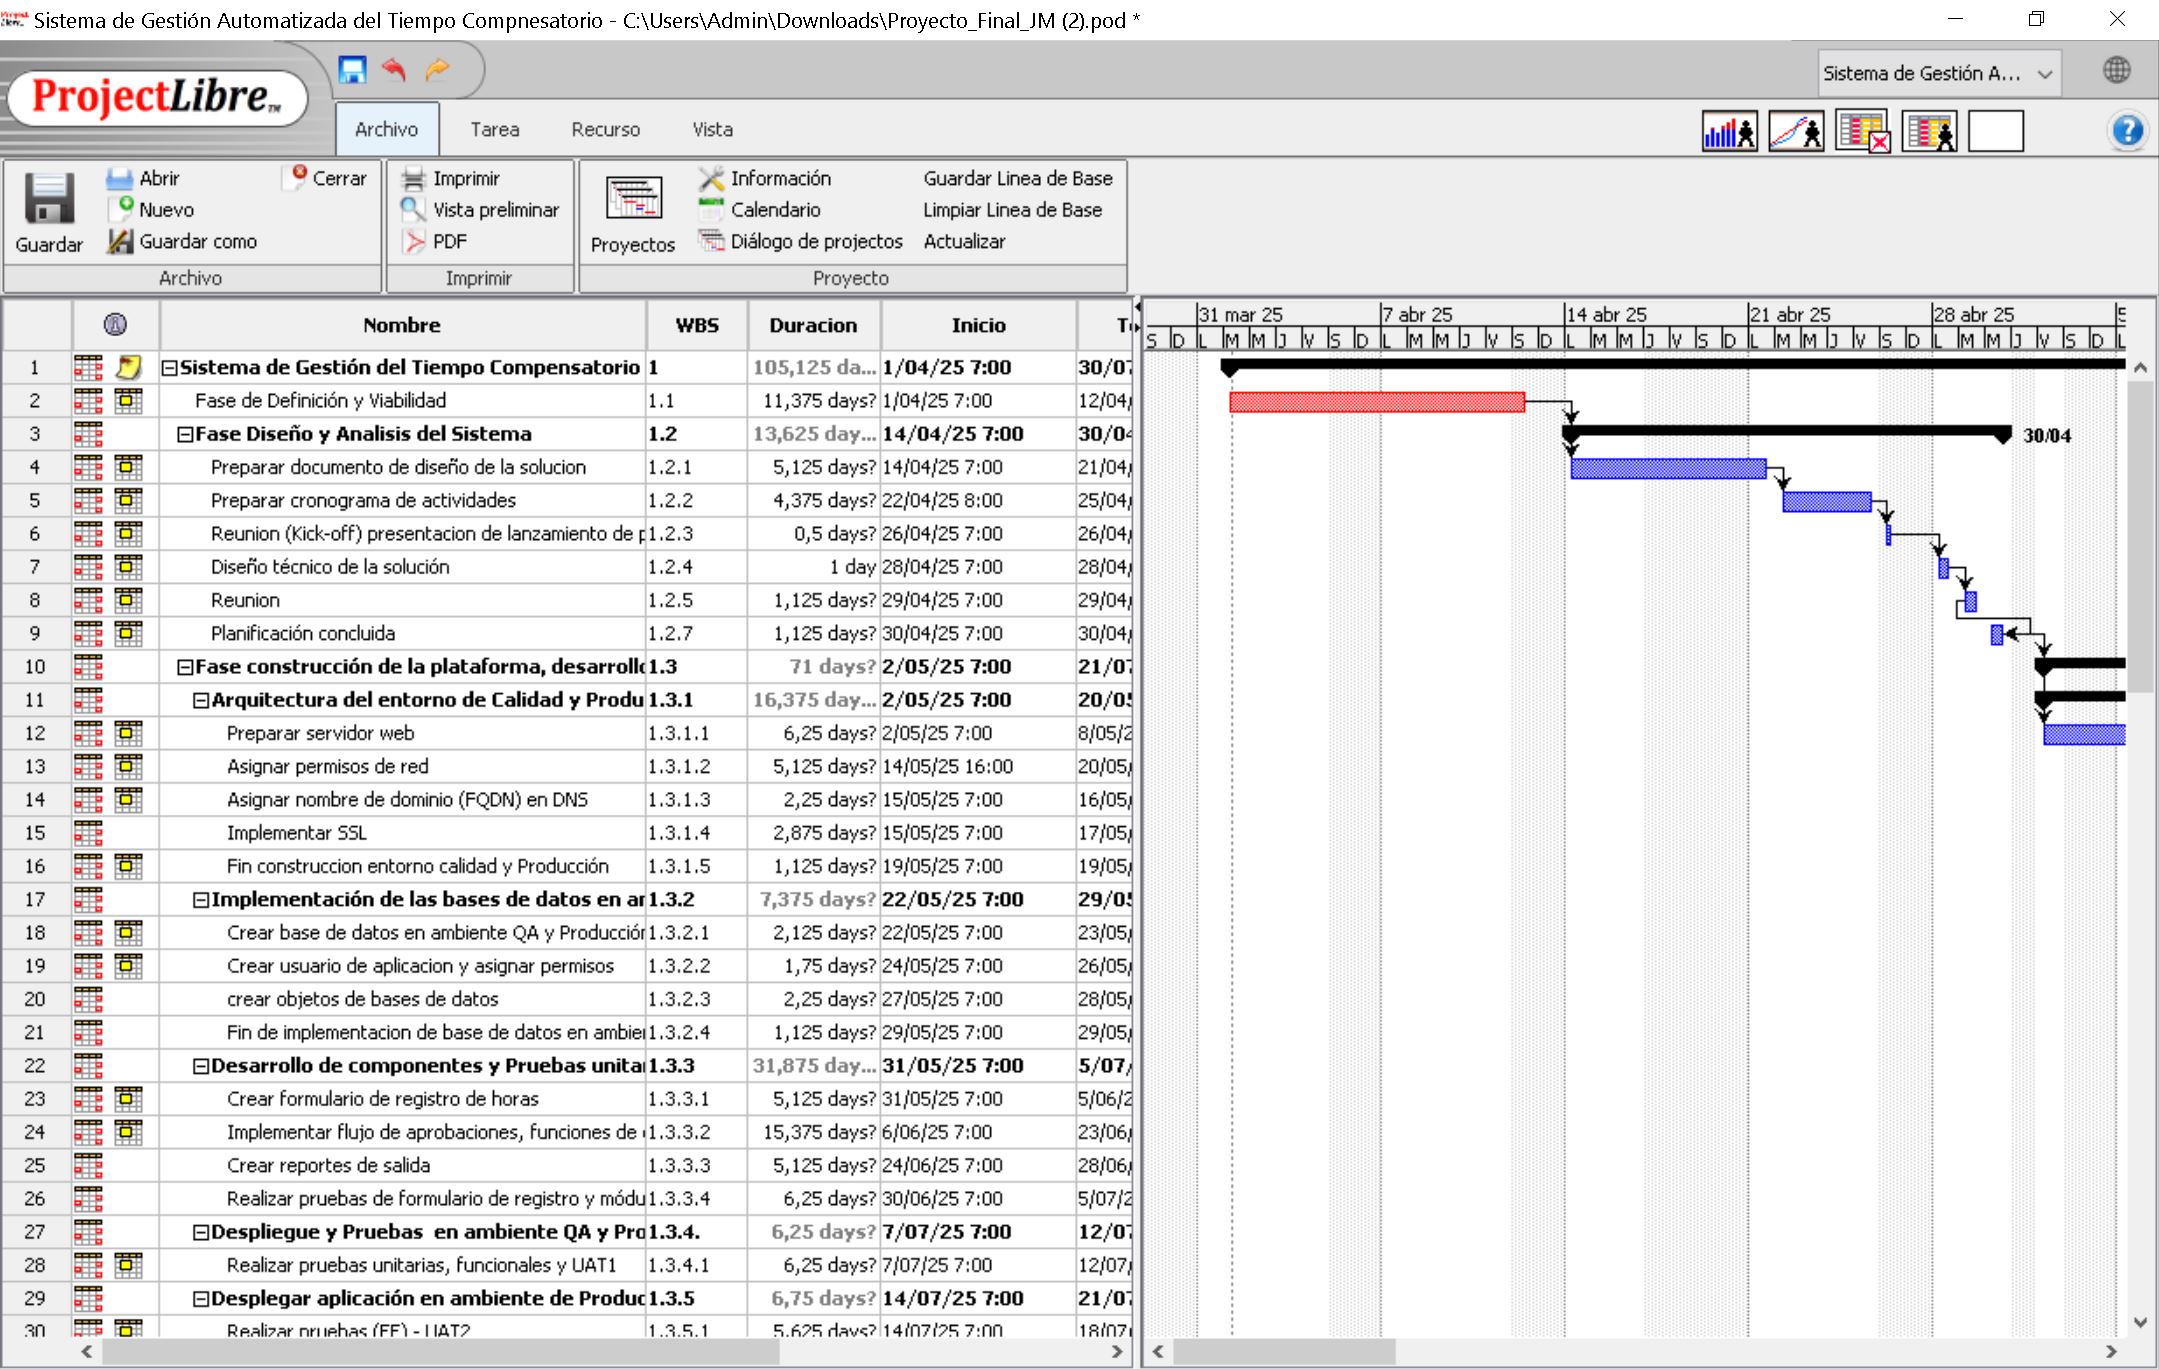 Sistema de Gestión Automatizada del Tiempo Compnesatorio - C:\Users\Admin\Downloads\Proyecto_Final_JM (2).pod *
ProjectLibre™
Sistema de Gestión A...
Archivo Tarea Recurso Vista
Guardar
Abrir
Nuevo
Guardar como
Cerrar
Archivo
Imprimir
Vista preliminar
PDF
Imprimir
Proyectos
Información
Calendario
Diálogo de projectos
Guardar Linea de Base
Limpiar Linea de Base
Actualizar
Proyecto
Nombre WBS Duracion Inicio
31 mar 25 7 abr 25 14 abr 25 21 abr 25 28 abr 25 5
S D L M M J V S D L M M J V S D L M M J V S D L M M J V S D L M M J V S D L
1 Sistema de Gestión del Tiempo Compensatorio 1 105,125 da... 1/04/25 7:00 30/07
2 Fase de Definición y Viabilidad 1.1 11,375 days? 1/04/25 7:00 12/04/
3 Fase Diseño y Analisis del Sistema 1.2 13,625 day... 14/04/25 7:00 30/04
30/04
4 Preparar documento de diseño de la solucion 1.2.1 5,125 days? 14/04/25 7:00 21/04/
5 Preparar cronograma de actividades 1.2.2 4,375 days? 22/04/25 8:00 25/04/
6 Reunion (Kick-off) presentacion de lanzamiento de p 1.2.3 0,5 days? 26/04/25 7:00 26/04/
7 Diseño técnico de la solución 1.2.4 1 day 28/04/25 7:00 28/04/
8 Reunion 1.2.5 1,125 days? 29/04/25 7:00 29/04/
9 Planificación concluida 1.2.7 1,125 days? 30/04/25 7:00 30/04/
10 Fase construcción de la plataforma, desarrollo 1.3 71 days? 2/05/25 7:00 21/07
11 Arquitectura del entorno de Calidad y Produ 1.3.1 16,375 day... 2/05/25 7:00 20/05
12 Preparar servidor web 1.3.1.1 6,25 days? 2/05/25 7:00 8/05/2
13 Asignar permisos de red 1.3.1.2 5,125 days? 14/05/25 16:00 20/05/
14 Asignar nombre de dominio (FQDN) en DNS 1.3.1.3 2,25 days? 15/05/25 7:00 16/05/
15 Implementar SSL 1.3.1.4 2,875 days? 15/05/25 7:00 17/05/
16 Fin construccion entorno calidad y Producción 1.3.1.5 1,125 days? 19/05/25 7:00 19/05/
17 Implementación de las bases de datos en a 1.3.2 7,375 days? 22/05/25 7:00 29/05
18 Crear base de datos en ambiente QA y Producción 1.3.2.1 2,125 days? 22/05/25 7:00 23/05/
19 Crear usuario de aplicacion y asignar permisos 1.3.2.2 1,75 days? 24/05/25 7:00 26/05/
20 crear objetos de bases de datos 1.3.2.3 2,25 days? 27/05/25 7:00 28/05/
21 Fin de implementacion de base de datos en ambie 1.3.2.4 1,125 days? 29/05/25 7:00 29/05/
22 Desarrollo de componentes y Pruebas unita 1.3.3 31,875 day... 31/05/25 7:00 5/07/
23 Crear formulario de registro de horas 1.3.3.1 5,125 days? 31/05/25 7:00 5/06/2
24 Implementar flujo de aprobaciones, funciones de 1.3.3.2 15,375 days? 6/06/25 7:00 23/06/
25 Crear reportes de salida 1.3.3.3 5,125 days? 24/06/25 7:00 28/06/
26 Realizar pruebas de formulario de registro y módu 1.3.3.4 6,25 days? 30/06/25 7:00 5/07/2
27 Despliegue y Pruebas en ambiente QA y Pro 1.3.4. 6,25 days? 7/07/25 7:00 12/07
28 Realizar pruebas unitarias, funcionales y UAT1 1.3.4.1 6,25 days? 7/07/25 7:00 12/07/
29 Desplegar aplicación en ambiente de Produc 1.3.5 6,75 days? 14/07/25 7:00 21/07
30 Realizar pruebas (EE) - UAT2 1.3.5.1 5,625 days? 14/07/25 7:00 18/07/